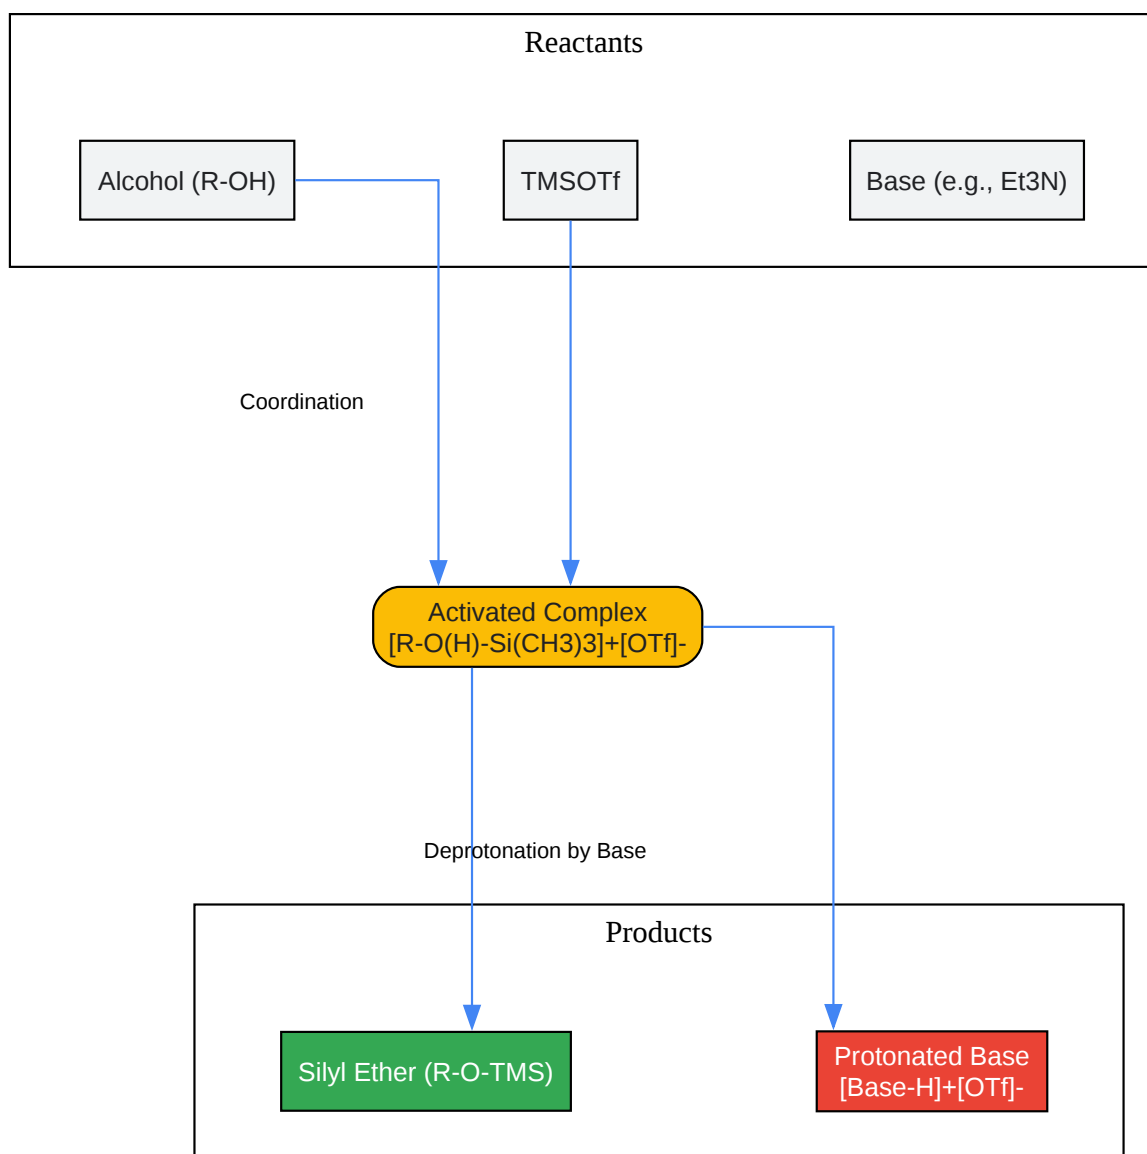 Reactants
Alcohol (R-OH)
TMSOTf
Base (e.g., Et3N)
Coordination
Activated Complex
[R-O(H)-Si(CH3)3]+[OTf]-
Deprotonation by Base
Products
Silyl Ether (R-O-TMS)
Protonated Base
[Base-H]+[OTf]-